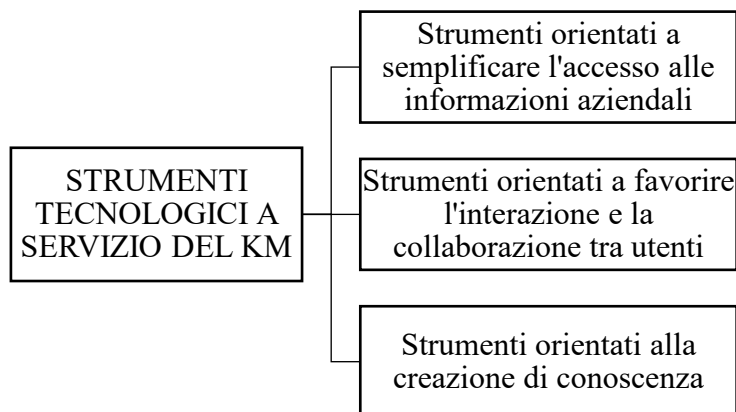 STRUMENTI
TECNOLOGICI A
SERVIZIO DEL KM
Strumenti orientati a
semplificare l'accesso alle
informazioni aziendali
Strumenti orientati a favorire
l'interazione e la
collaborazione tra utenti
Strumenti orientati alla
creazione di conoscenza